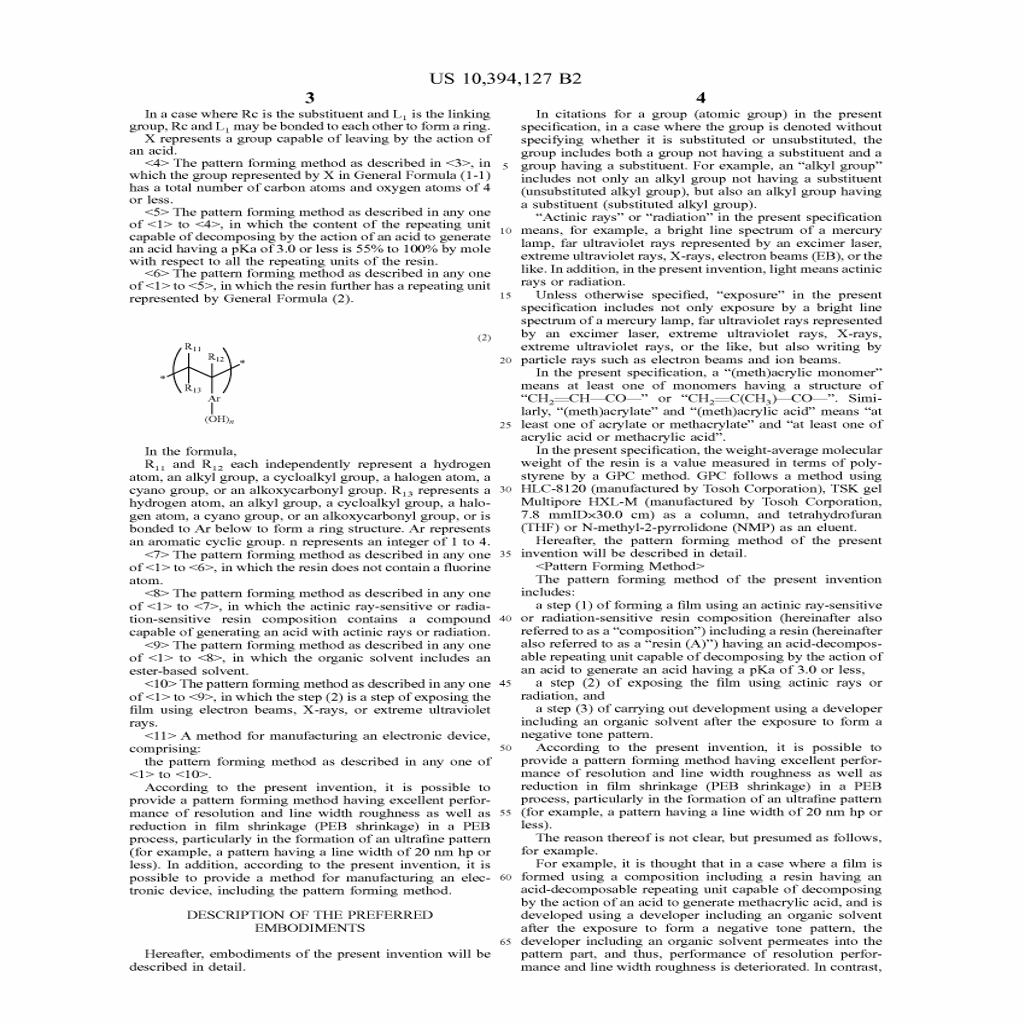 US 10,394,127 B2
3
In a case where Rc is the substituent and L1 is the linking
group, Rc and L1 may be bonded to each other to form a ring.
X represents a group capable of leaving by the action of
an acid.
<4> The pattern forming method as described in <3>, in
which the group represented by X in General Formula (1-1)
has a total number of carbon atoms and oxygen atoms of 4
or less.
<5> The pattern forming method as described in any one
of <1> to <4>, in which the content of the repeating unit
capable of decomposing by the action of an acid to generate
an acid having a pKa of 3.0 or less is 55% to 100% by mole
with respect to all the repeating units of the resin.
<6> The pattern forming method as described in any one
of <1> to <5>, in which the resin further has a repeating unit
represented by General Formula (2).
(2)
R11
R12
* *
R13
Ar
(OH)n
In the formula,
R11 and R12 each independently represent a hydrogen
atom, an alkyl group, a cycloalkyl group, a halogen atom, a
cyano group, or an alkoxycarbonyl group. R13 represents a
hydrogen atom, an alkyl group, a cycloalkyl group, a halo-
gen atom, a cyano group, or an alkoxycarbonyl group, or is
bonded to Ar below to form a ring structure. Ar represents
an aromatic cyclic group. n represents an integer of 1 to 4.
<7> The pattern forming method as described in any one
of <1> to <6>, in which the resin does not contain a fluorine
atom.
<8> The pattern forming method as described in any one
of <1> to <7>, in which the actinic ray-sensitive or radia-
tion-sensitive resin composition contains a compound
capable of generating an acid with actinic rays or radiation.
<9> The pattern forming method as described in any one
of <1> to <8>, in which the organic solvent includes an
ester-based solvent.
<10> The pattern forming method as described in any one
of <1> to <9>, in which the step (2) is a step of exposing the
film using electron beams, X-rays, or extreme ultraviolet
rays.
<11> A method for manufacturing an electronic device,
comprising:
the pattern forming method as described in any one of
<1> to <10>.
According to the present invention, it is possible to
provide a pattern forming method having excellent perfor-
mance of resolution and line width roughness as well as
reduction in film shrinkage (PEB shrinkage) in a PEB
process, particularly in the formation of an ultrafine pattern
(for example, a pattern having a line width of 20 nm hp or
less). In addition, according to the present invention, it is
possible to provide a method for manufacturing an elec-
tronic device, including the pattern forming method.
DESCRIPTION OF THE PREFERRED
EMBODIMENTS
Hereafter, embodiments of the present invention will be
described in detail.
4
In citations for a group (atomic group) in the present
specification, in a case where the group is denoted without
specifying whether it is substituted or unsubstituted, the
group includes both a group not having a substituent and a
5 group having a substituent. For example, an “alkyl group”
includes not only an alkyl group not having a substituent
(unsubstituted alkyl group), but also an alkyl group having
a substituent (substituted alkyl group).
“Actinic rays” or “radiation” in the present specification
10 means, for example, a bright line spectrum of a mercury
lamp, far ultraviolet rays represented by an excimer laser,
extreme ultraviolet rays, X-rays, electron beams (EB), or the
like. In addition, in the present invention, light means actinic
rays or radiation.
15 Unless otherwise specified, “exposure” in the present
specification includes not only exposure by a bright line
spectrum of a mercury lamp, far ultraviolet rays represented
by an excimer laser, extreme ultraviolet rays, X-rays,
extreme ultraviolet rays, or the like, but also writing by
20 particle rays such as electron beams and ion beams.
In the present specification, a “(meth)acrylic monomer”
means at least one of monomers having a structure of
“CH2=CH—CO—” or “CH2=C(CH3)—CO—”. Simi-
larly, “(meth)acrylate” and “(meth)acrylic acid” means “at
25 least one of acrylate or methacrylate” and “at least one of
acrylic acid or methacrylic acid”.
In the present specification, the weight-average molecular
weight of the resin is a value measured in terms of poly-
styrene by a GPC method. GPC follows a method using
30 HLC-8120 (manufactured by Tosoh Corporation), TSK gel
Multipore HXL-M (manufactured by Tosoh Corporation,
7.8 mmID×30.0 cm) as a column, and tetrahydrofuran
(THF) or N-methyl-2-pyrrolidone (NMP) as an eluent.
Hereafter, the pattern forming method of the present
35 invention will be described in detail.
<Pattern Forming Method>
The pattern forming method of the present invention
includes:
a step (1) of forming a film using an actinic ray-sensitive
40 or radiation-sensitive resin composition (hereinafter also
referred to as a “composition”) including a resin (hereinafter
also referred to as a “resin (A)”) having an acid-decompos-
able repeating unit capable of decomposing by the action of
an acid to generate an acid having a pKa of 3.0 or less,
45 a step (2) of exposing the film using actinic rays or
radiation, and
a step (3) of carrying out development using a developer
including an organic solvent after the exposure to form a
negative tone pattern.
50 According to the present invention, it is possible to
provide a pattern forming method having excellent perfor-
mance of resolution and line width roughness as well as
reduction in film shrinkage (PEB shrinkage) in a PEB
process, particularly in the formation of an ultrafine pattern
55 (for example, a pattern having a line width of 20 nm hp or
less).
The reason thereof is not clear, but presumed as follows,
for example.
For example, it is thought that in a case where a film is
60 formed using a composition including a resin having an
acid-decomposable repeating unit capable of decomposing
by the action of an acid to generate methacrylic acid, and is
developed using a developer including an organic solvent
after the exposure to form a negative tone pattern, the
65 developer including an organic solvent permeates into the
pattern part, and thus, performance of resolution perfor-
mance and line width roughness is deteriorated. In contrast,